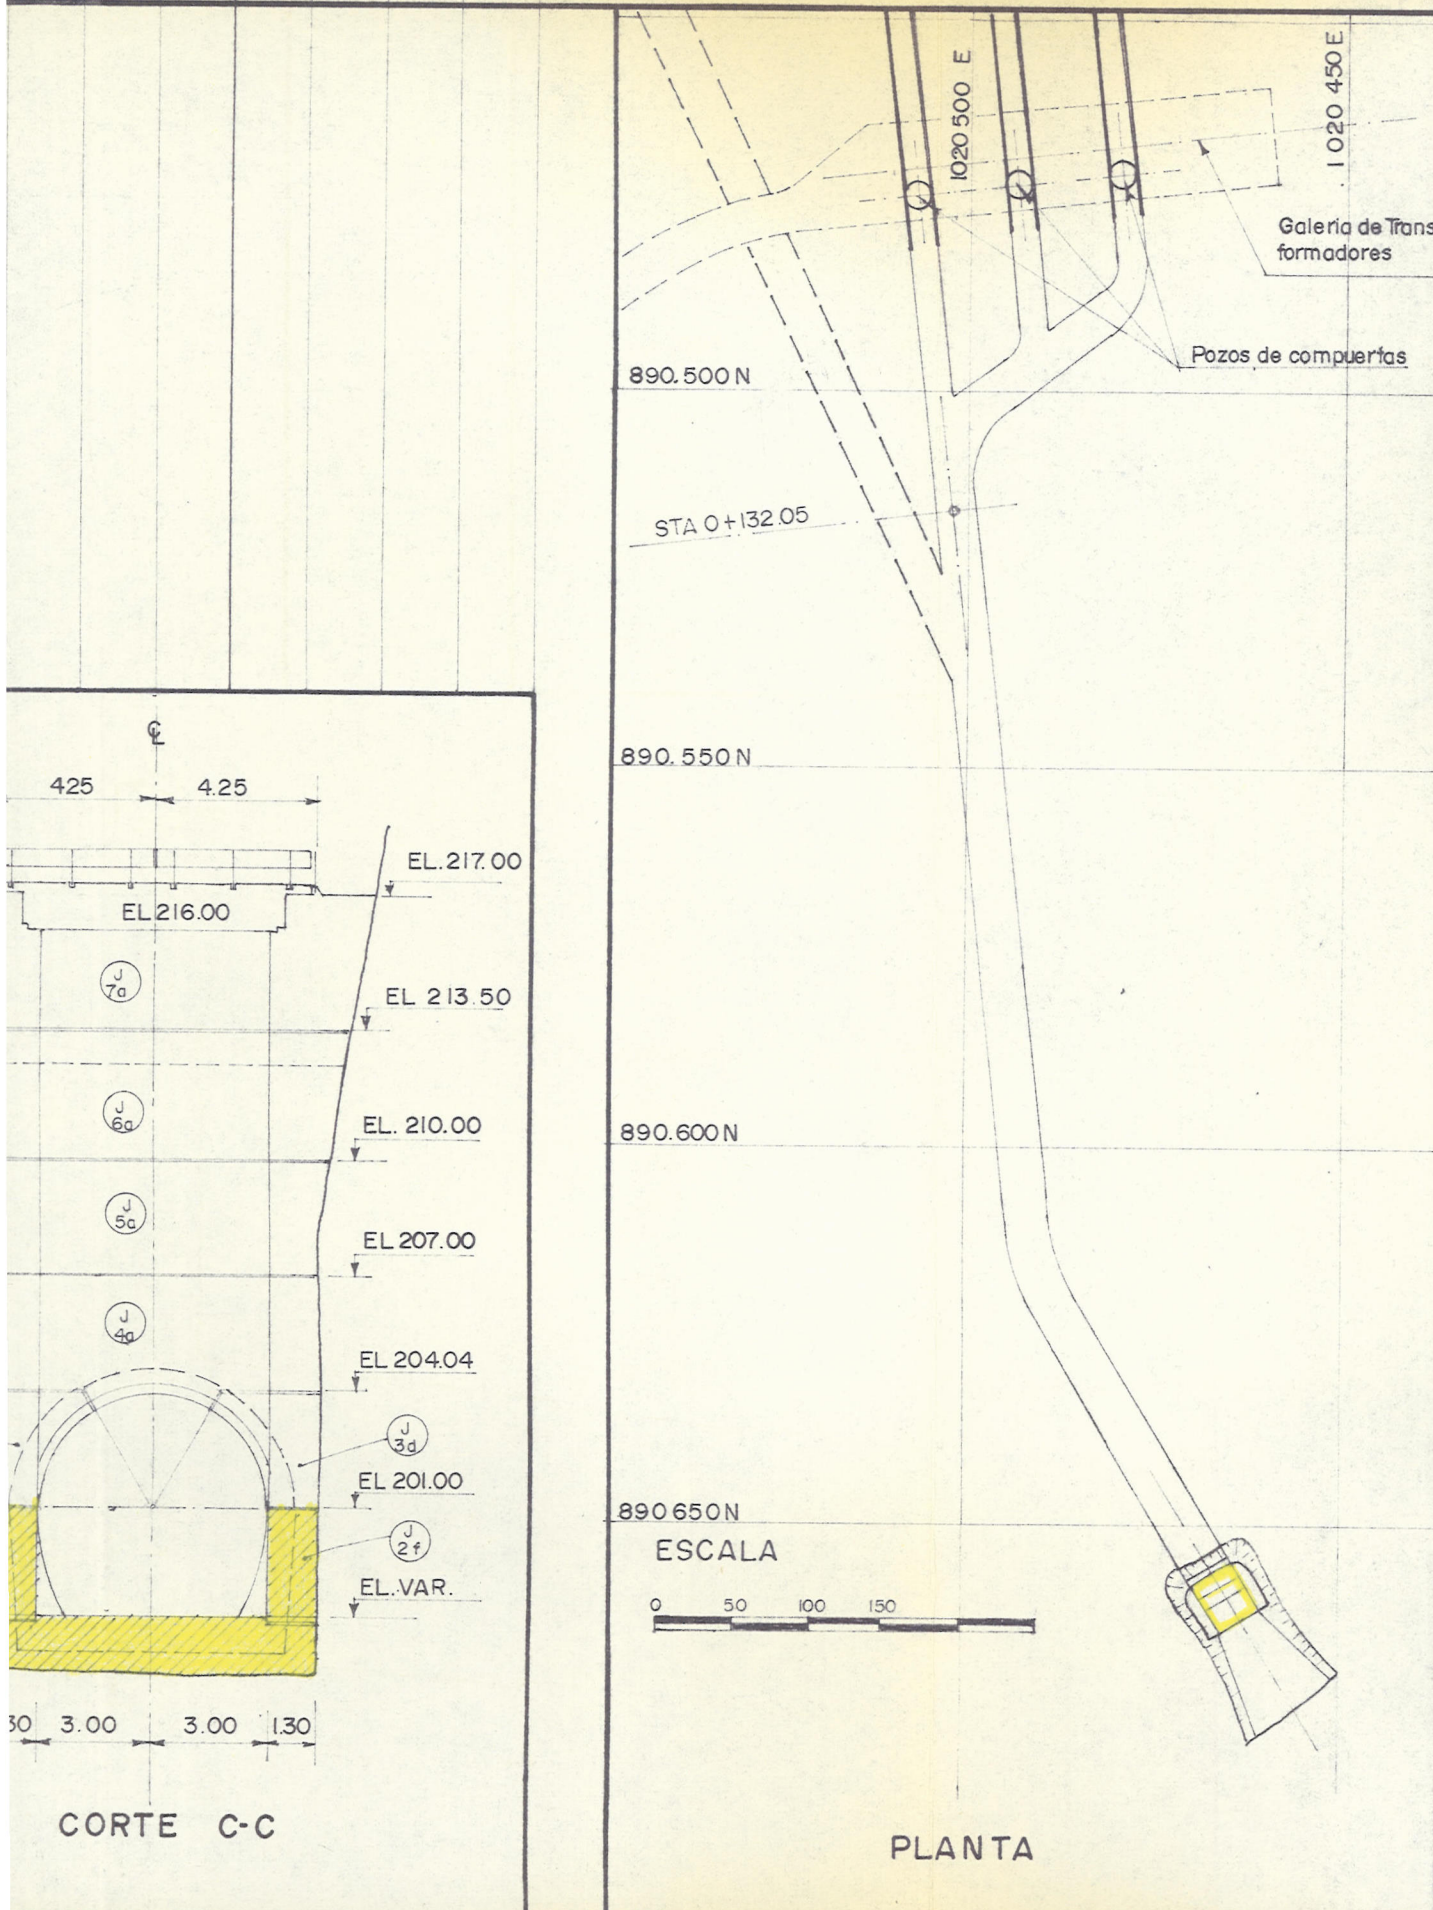 1020 500 E
1 020 450 E
Galeria de Trans
formadores
Pozos de compuertas
890.500 N
STA 0+132.05
890.550 N
℄
425
4.25
EL.217.00
EL 216.00
J
7a
EL 213.50
J
6a
EL. 210.00
890.600 N
J
5a
EL 207.00
J
4a
EL 204.04
J
3d
EL 201.00
J
2f
EL.VAR.
890 650 N
ESCALA
0 50 100 150
30 3.00 3.00 1.30
CORTE C-C
PLANTA